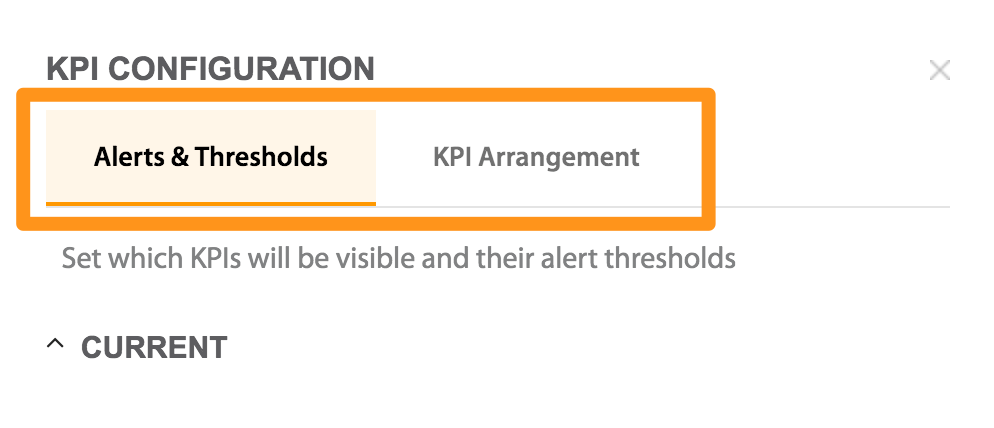 KPI CONFIGURATION
Alerts & Thresholds KPI Arrangement
Set which KPIs will be visible and their alert thresholds
CURRENT